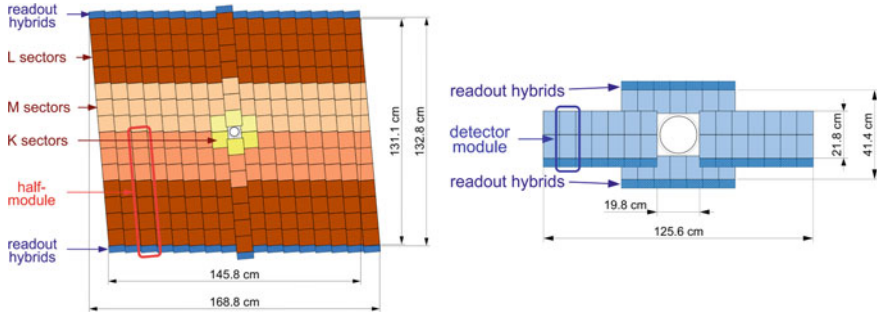 readout
hybrids
L sectors
M sectors
K sectors
half-
module
readout
hybrids
131.1 cm
132.8 cm
145.8 cm
168.8 cm
readout hybrids
detector
module
readout hybrids
21.8 cm
41.4 cm
19.8 cm
125.6 cm